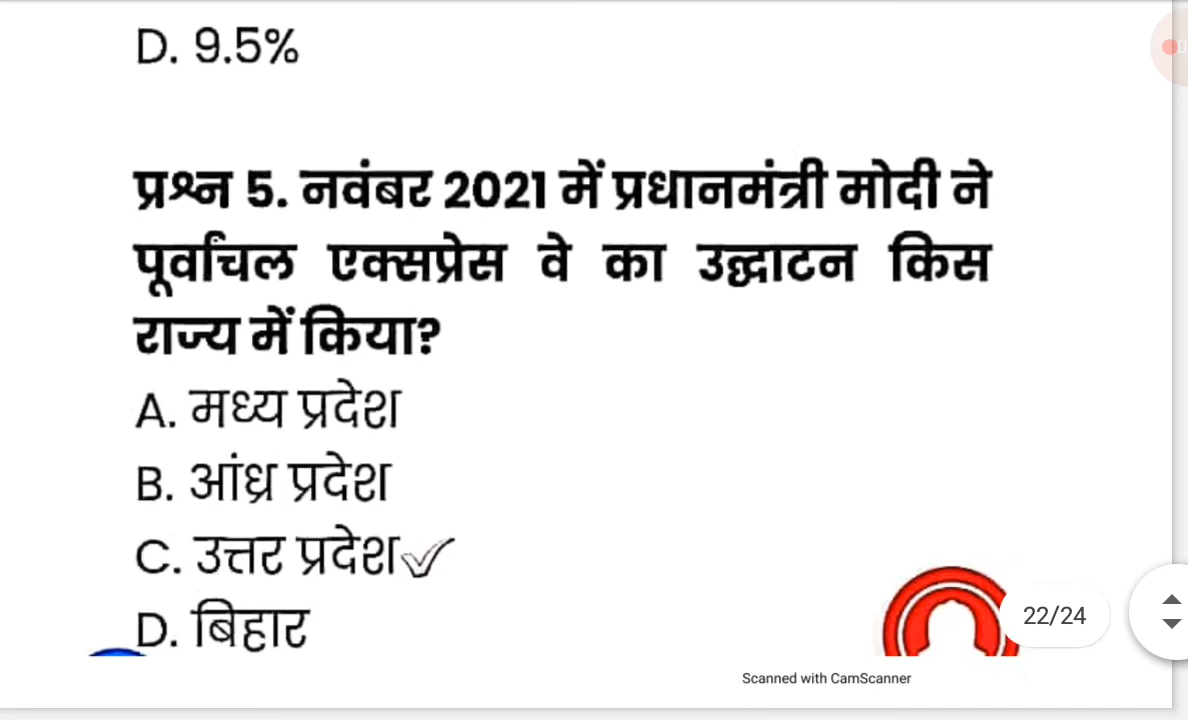 D. 9.5%
प्रश्न 5. नवंबर 2021 में प्रधानमंत्री मोदी ने
पूर्वांचल एक्सप्रेस वे का उद्घाटन किस
राज्य में किया?
A. मध्य प्रदेश
B. आंध्र प्रदेश
C. उत्तर प्रदेश
D. बिहार
22/24
Scanned with CamScanner